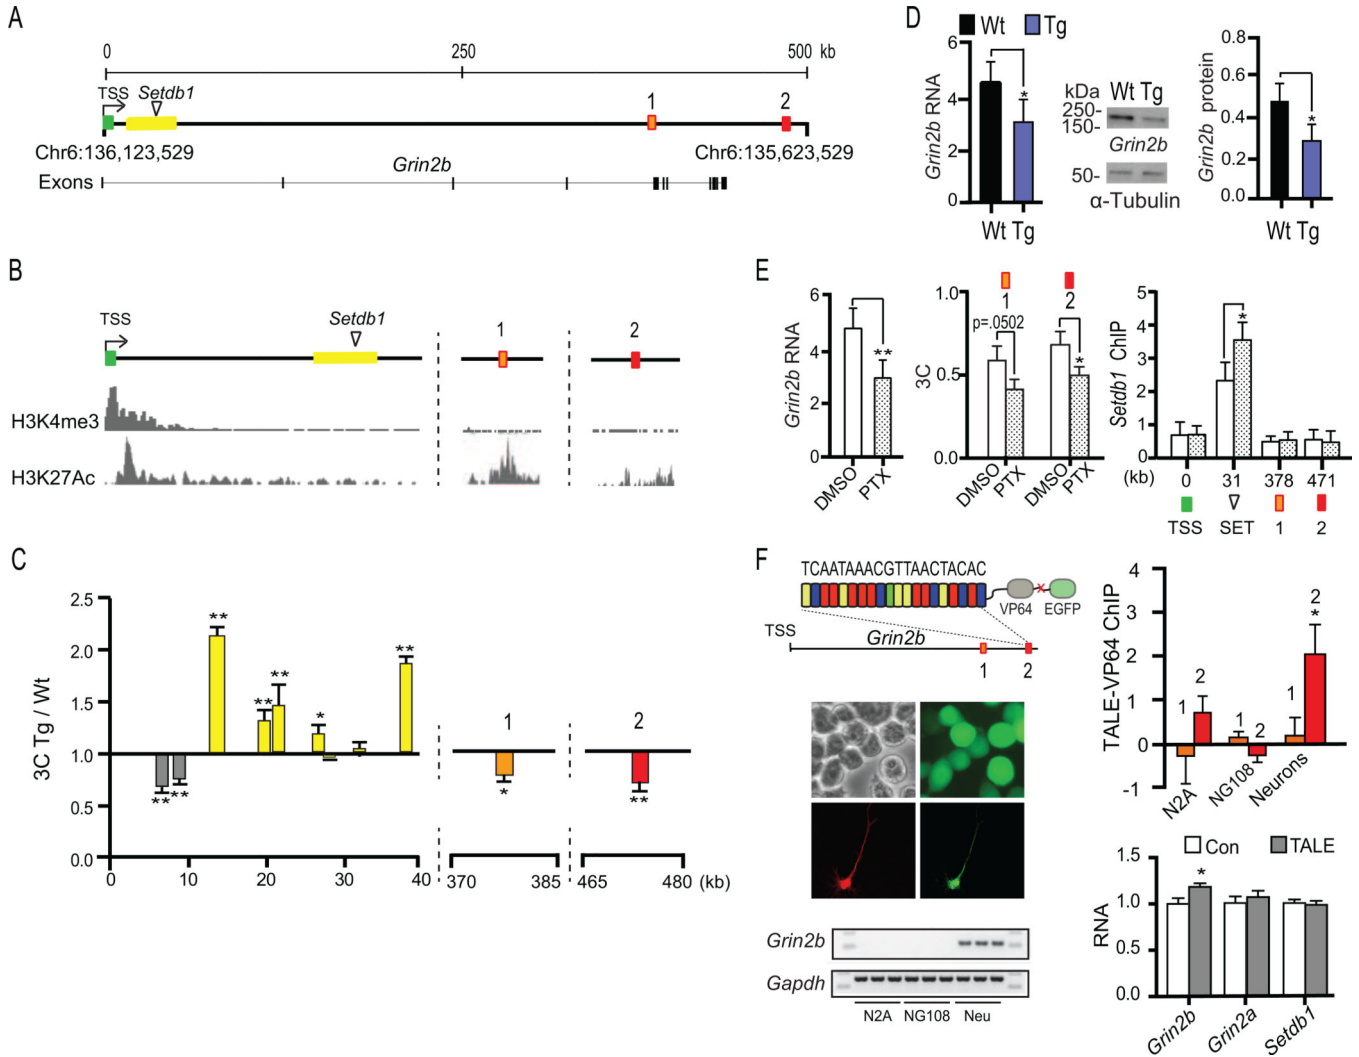 A
0 250 500 kb
TSS Setdb1 1 2
Chr6:136,123,529 Grin2b Chr6:135,623,529
Exons
B
TSS Setdb1 1 2
H3K4me3
H3K27Ac
C
3C Tg / Wt
2.5
2.0
1.5
1.0
0.5
0.0
** ** ** ** * ** 1 * 2 **
0 10 20 30 40 370 385 465 480 (kb)
D
Wt Tg
Grin2b RNA
6
4
2
0
*
Wt Tg
kDa Wt Tg
250-
150-
Grin2b
50-
α-Tubulin
Grin2b protein
0.8
0.6
0.4
0.2
0.0
*
Wt Tg
E
Grin2b RNA
6
4
2
0
**
DMSO PTX
3C
1.0
0.5
0.0
1 2
p=.0502
*
DMSO PTX DMSO PTX
Setdb1 ChIP
5
4
3
2
1
0
*
(kb) 0 31 378 471
TSS SET 1 2
F
TCAATAAACGTTAACTACAC
VP64 x EGFP
TSS Grin2b
1 2
Grin2b
Gapdh
N2A NG108 Neu
TALE-VP64 ChIP
4
3
2
1
0
-1
1 2 1 2 1 2 *
N2A NG108 Neurons
Con TALE
RNA
1.5
1.0
0.5
0.0
*
Grin2b Grin2a Setdb1